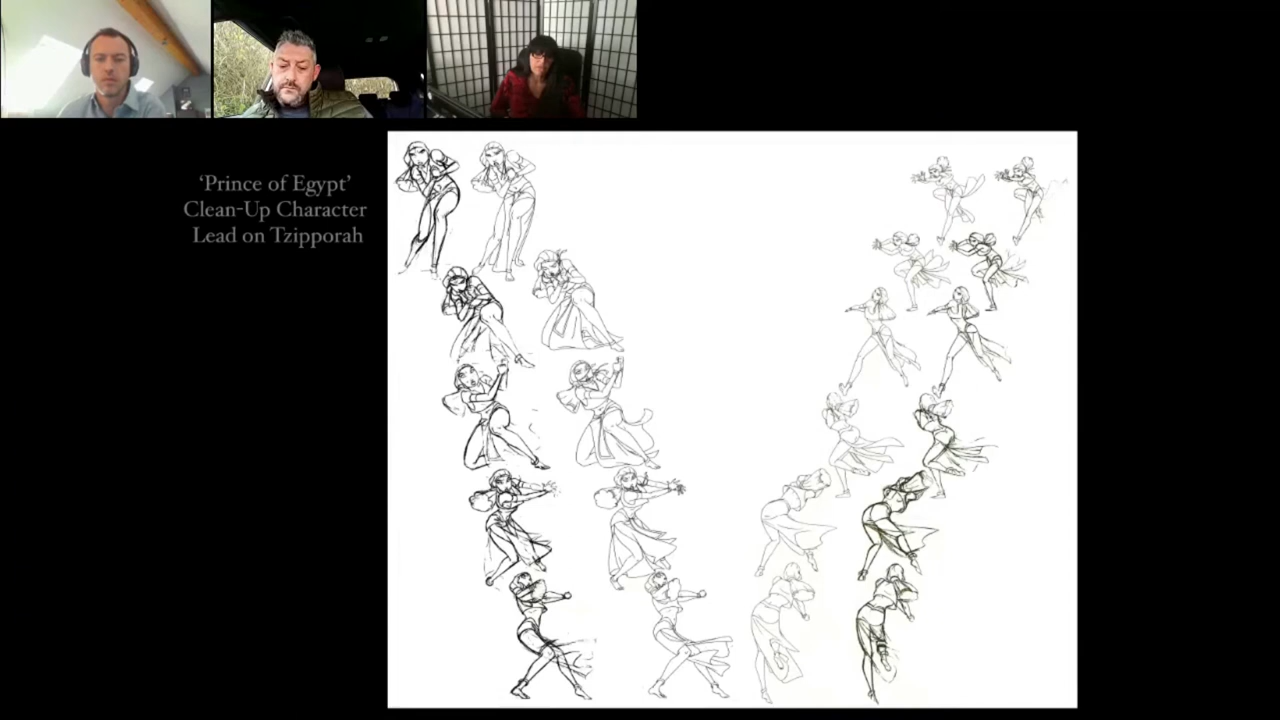 ‘Prince of Egypt’
Clean-Up Character
Lead on Tzipporah